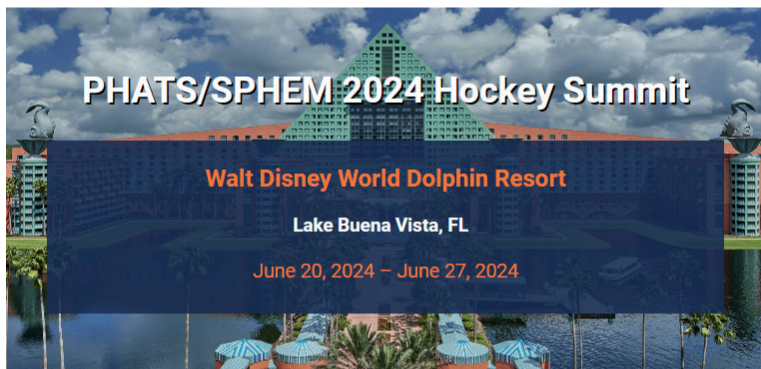 PHATS/SPHEM 2024 Hockey Summit
Walt Disney World Dolphin Resort
Lake Buena Vista, FL
June 20, 2024 – June 27, 2024